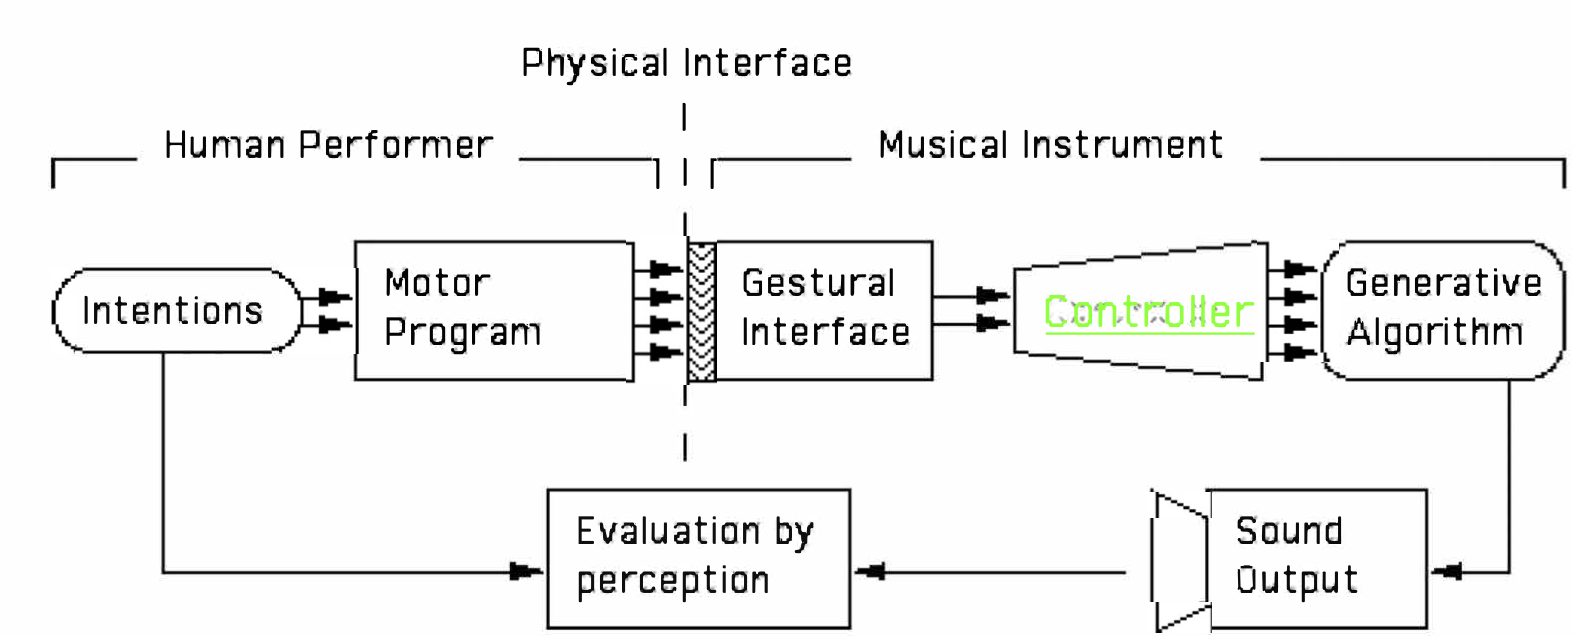 Physical Interface
Human Performer
Musical Instrument
Intentions
Motor
Program
Gestural
Interface
Controller
Generative
Algorithm
Evaluation by
perception
Sound
Output